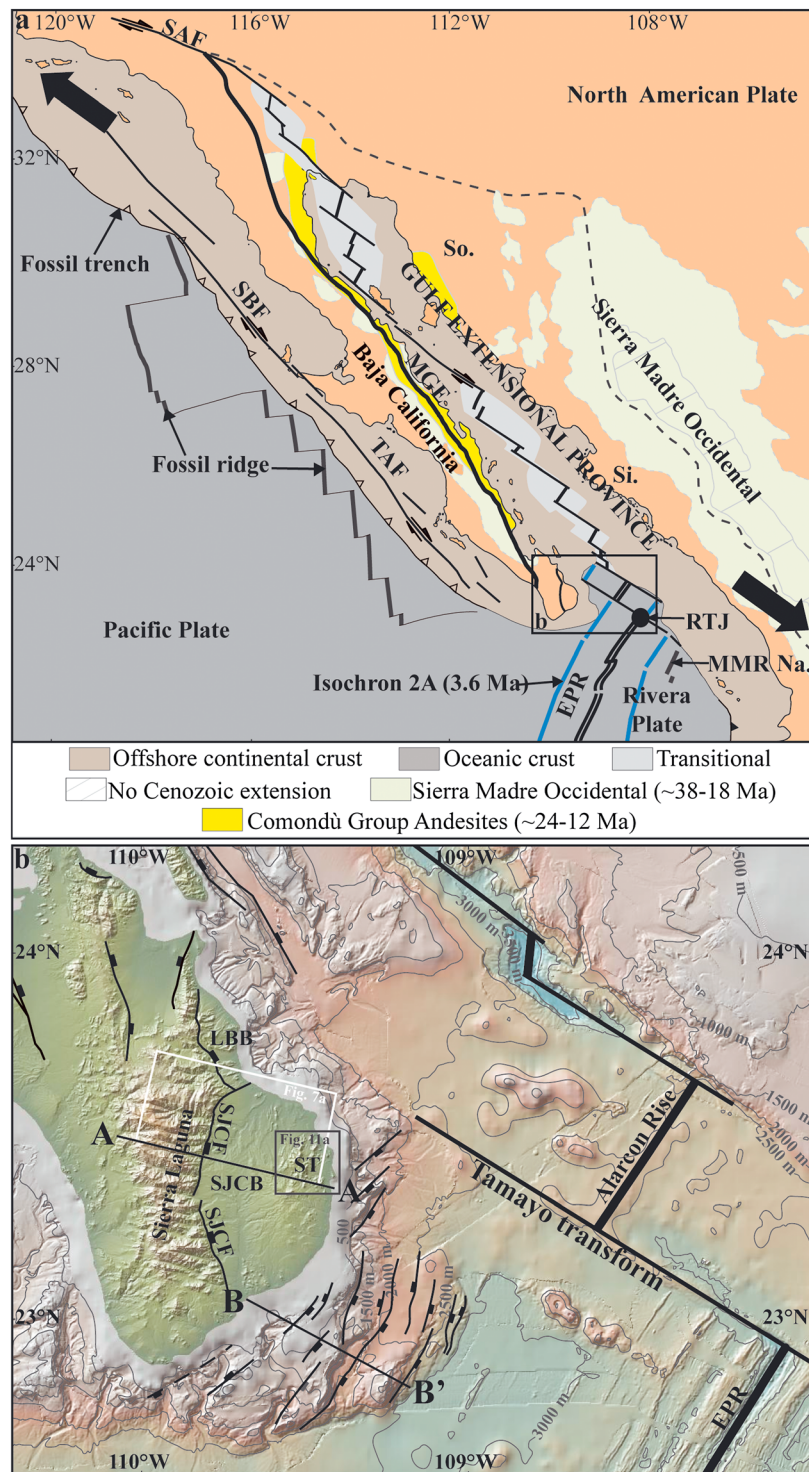 a
120°W
116°W
112°W
108°W
SAF
North American Plate
32°N
Fossil trench
So.
GULF EXTENSIONAL PROVINCE
SBF
Sierra Madre Occidental
28°N
MGE
Baja California
Fossil ridge
TAF
Si.
24°N
b
Pacific Plate
RTJ
MMR Na.
Isochron 2A (3.6 Ma)
EPR
Rivera
Plate
Offshore continental crust
Oceanic crust
Transitional
No Cenozoic extension
Sierra Madre Occidental (~38-18 Ma)
Comondù Group Andesites (~24-12 Ma)
b
110°W
109°W
500 m
3000 m
24°N
24°N
1000 m
LBB
1500 m
2000 m
2500 m
Fig. 7a
SJCF
A
Fig. 11a
ST
Sierra Laguna
SJCB
A
Alarcon Rise
Tamayo transform
SJCF
500
1500 m
2500 m
23°N
B
23°N
B’
EPR
3000 m
110°W
109°W